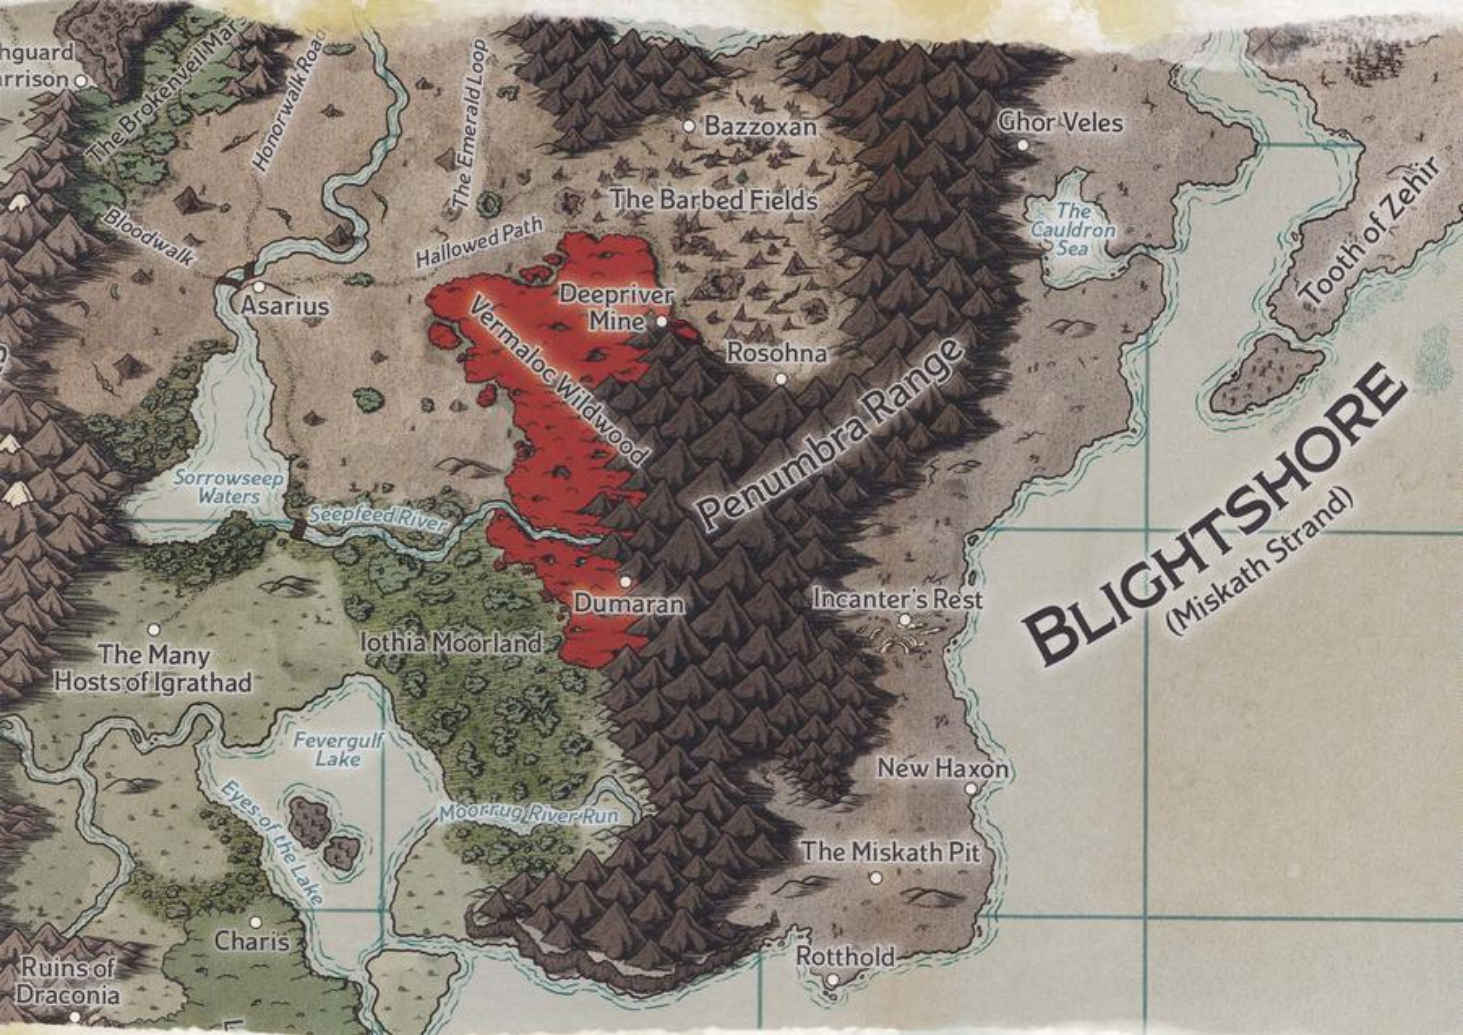 hguard
rrison
The Brokenveil Mar
Honorwalk Road
The Emerald Loop
Bazzoxan
Ghor Veles
The Barbed Fields
The
Cauldron
Sea
Tooth of Zehir
Bloodwalk
Hallowed Path
Asarius
Deepriver
Mine
Vermaloc Wildwood
Rosohna
Penumbra Range
BLIGHTSHORE
(Miskath Strand)
Sorrowseep
Waters
Seepfeed River
Dumaran
Incanter's Rest
Iothia Moorland
The Many
Hosts of Igrathad
Fevergulf
Lake
Eyes of the Lake
Moorrug River Run
New Haxon
The Miskath Pit
Charis
Rotthold
Ruins of
Draconia